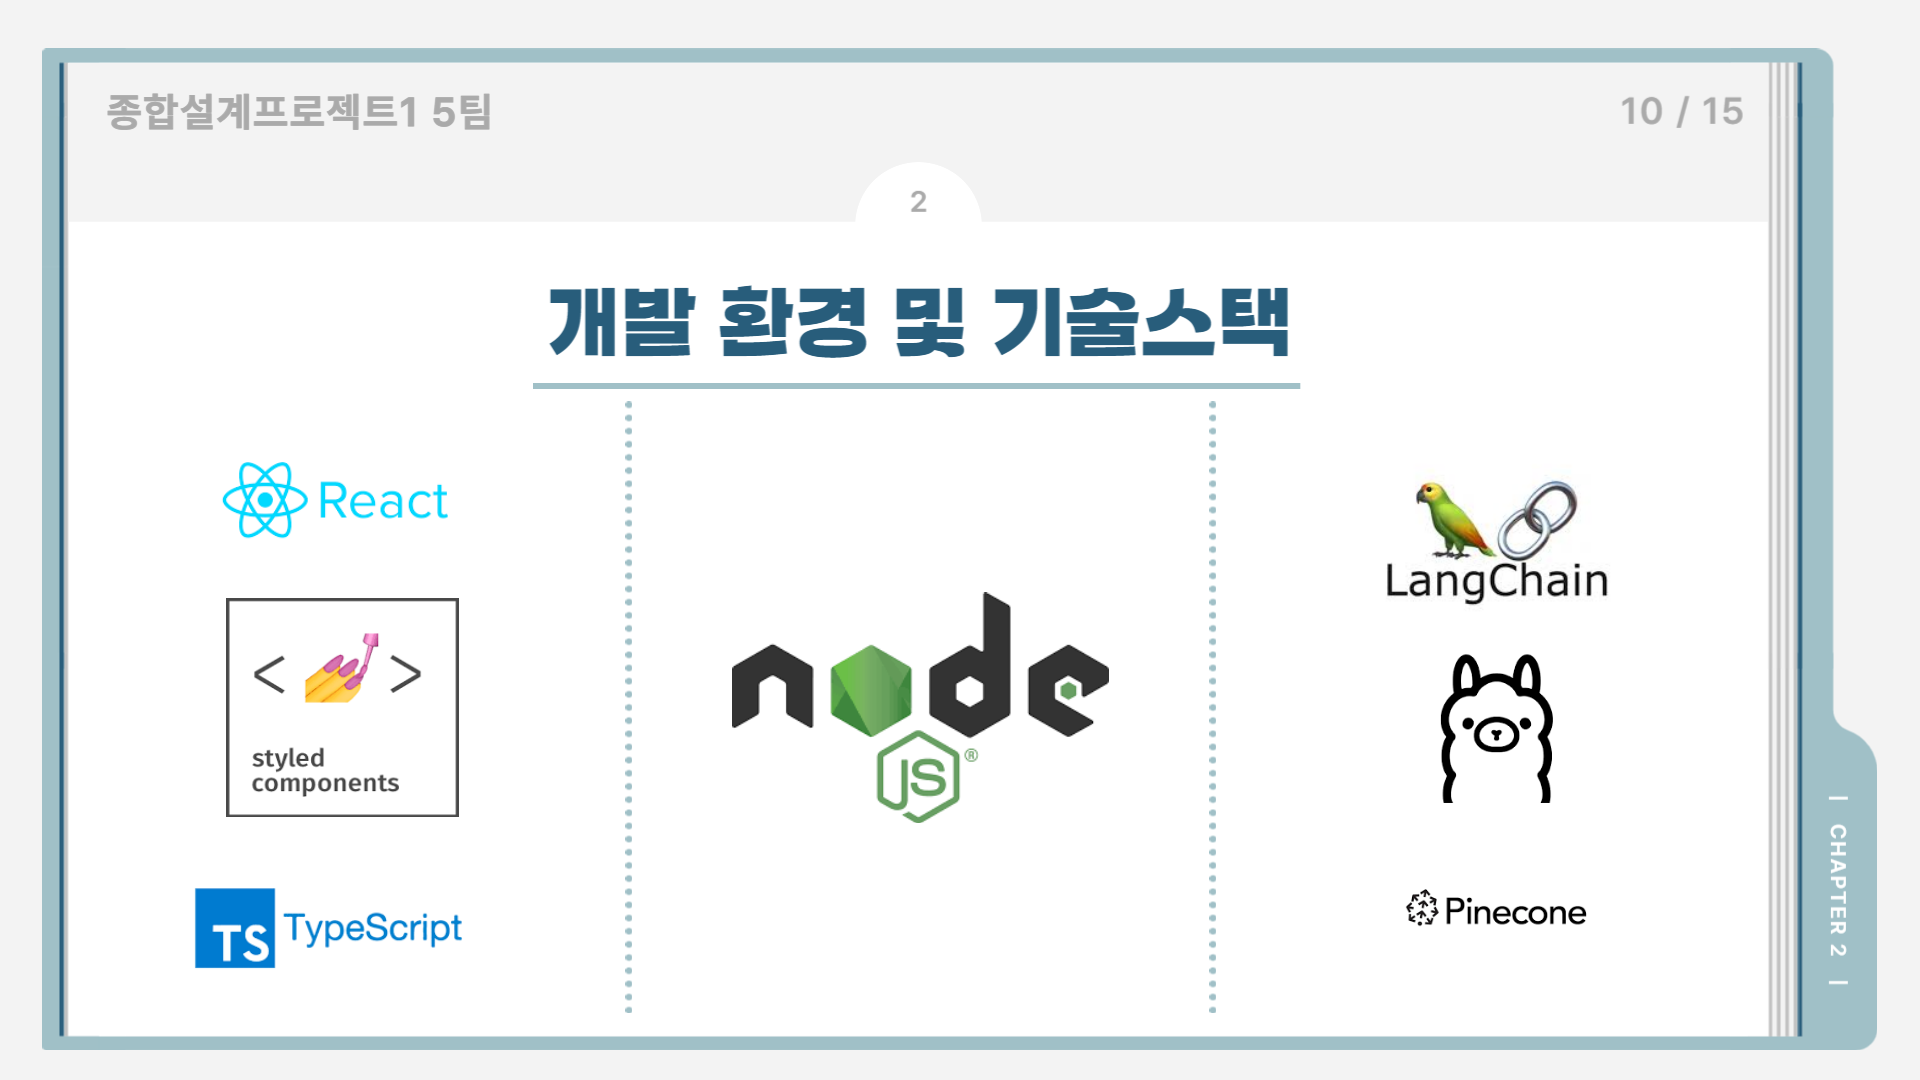 종합설계프로젝트1 5팀
10 / 15
2
개발 환경 및 기술스택
React
< >
styled
components
TS TypeScript
node
JS ®
LangChain
Pinecone
| CHAPTER 2 |